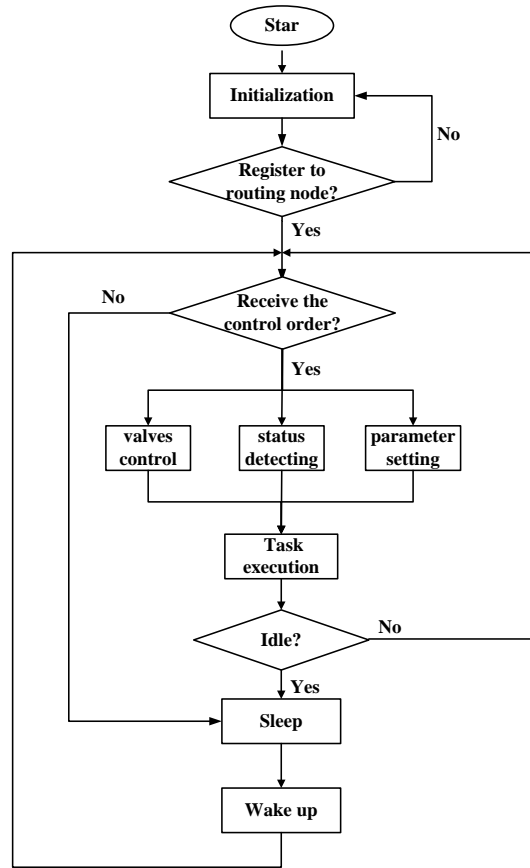 Star
Initialization
No
Register to
routing node?
Yes
No
Receive the
control order?
Yes
valves
control
status
detecting
parameter
setting
Task
execution
Idle?
No
Yes
Sleep
Wake up